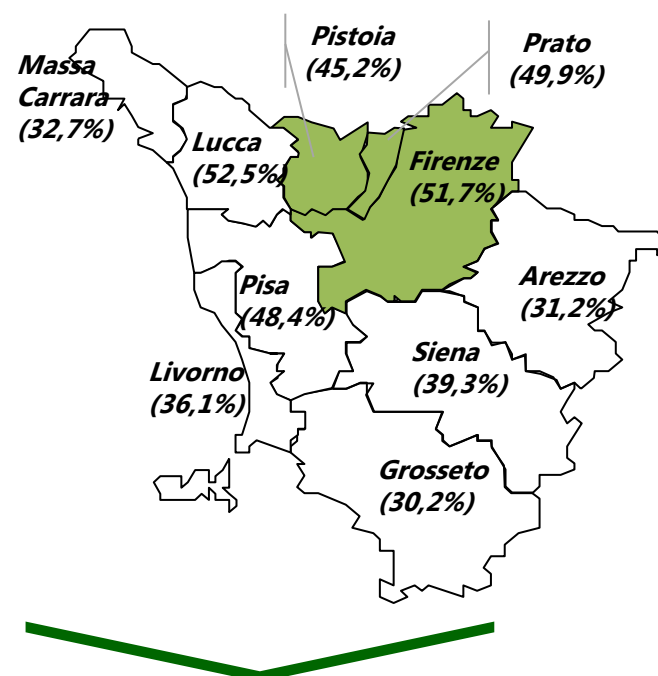 Pistoia
(45,2%)
Prato
(49,9%)
Massa
Carrara
(32,7%)
Lucca
(52,5%)
Firenze
(51,7%)
Pisa
(48,4%)
Arezzo
(31,2%)
Livorno
(36,1%)
Siena
(39,3%)
Grosseto
(30,2%)